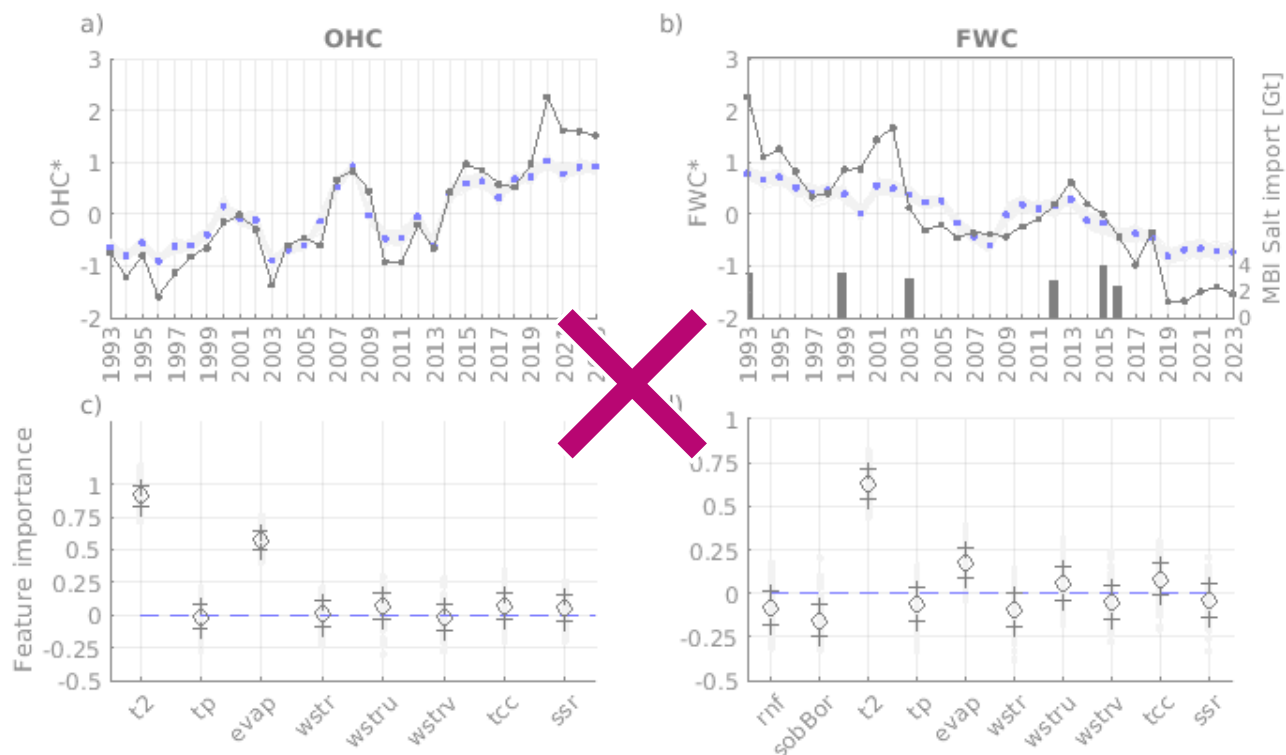 a)
OHC
3
2
1
0
-1
-2
OHC*
1993
1995
1997
1999
2001
2003
2005
2007
2009
2011
2013
2015
2017
2019
b)
FWC
3
2
1
0
-1
-2
FWC*
4
2
0
MBI Salt import [Gt]
1993
1995
1997
1999
2001
2003
2005
2007
2009
2011
2013
2015
2017
2019
2021
2023
c)
1
0.75
0.5
0.25
0
-0.25
-0.5
Feature importance
t2
tp
evap
wstr
wstru
wstrv
tcc
ssr
1
0.75
0.5
0.25
0
-0.25
-0.5
rnf
sobBor
t2
tp
evap
wstr
wstru
wstrv
tcc
ssr